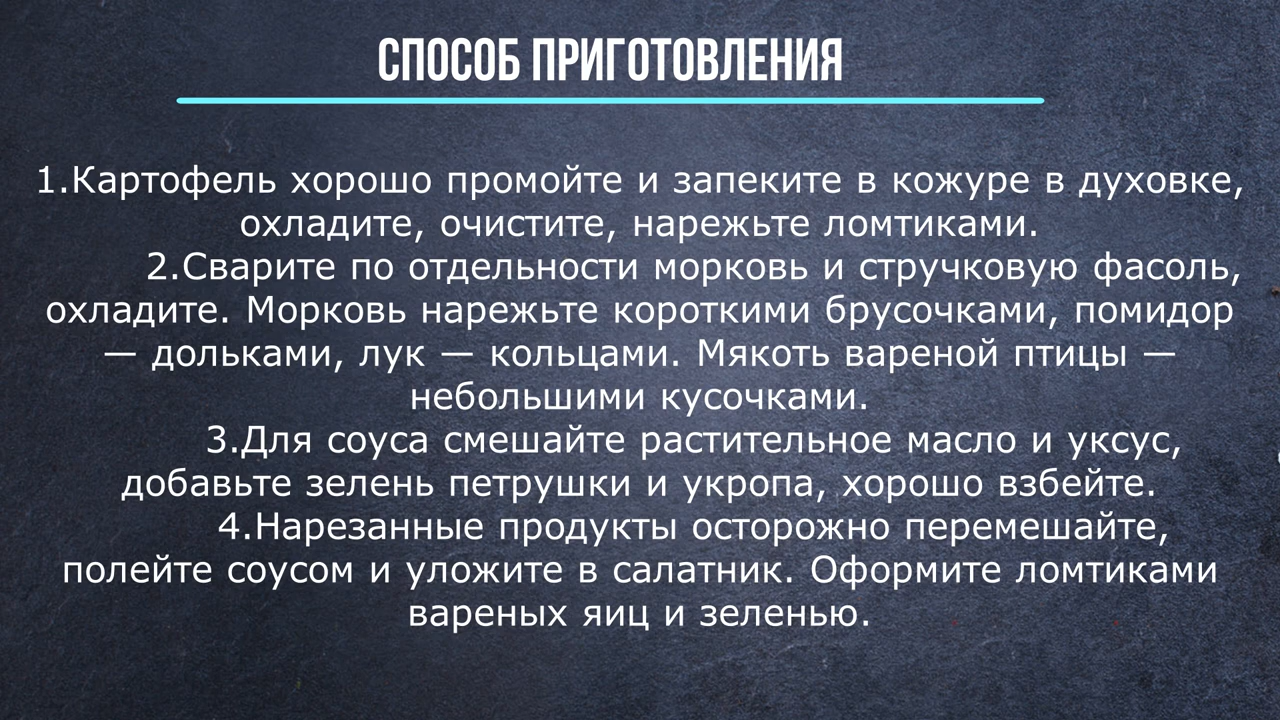 СПОСОБ ПРИГОТОВЛЕНИЯ
1.Картофель хорошо промойте и запеките в кожуре в духовке,
охладите, очистите, нарежьте ломтиками.
2.Сварите по отдельности морковь и стручковую фасоль,
охладите. Морковь нарежьте короткими брусочками, помидор
— дольками, лук — кольцами. Мякоть вареной птицы —
небольшими кусочками.
3.Для соуса смешайте растительное масло и уксус,
добавьте зелень петрушки и укропа, хорошо взбейте.
4.Нарезанные продукты осторожно перемешайте,
полейте соусом и уложите в салатник. Оформите ломтиками
вареных яиц и зеленью.